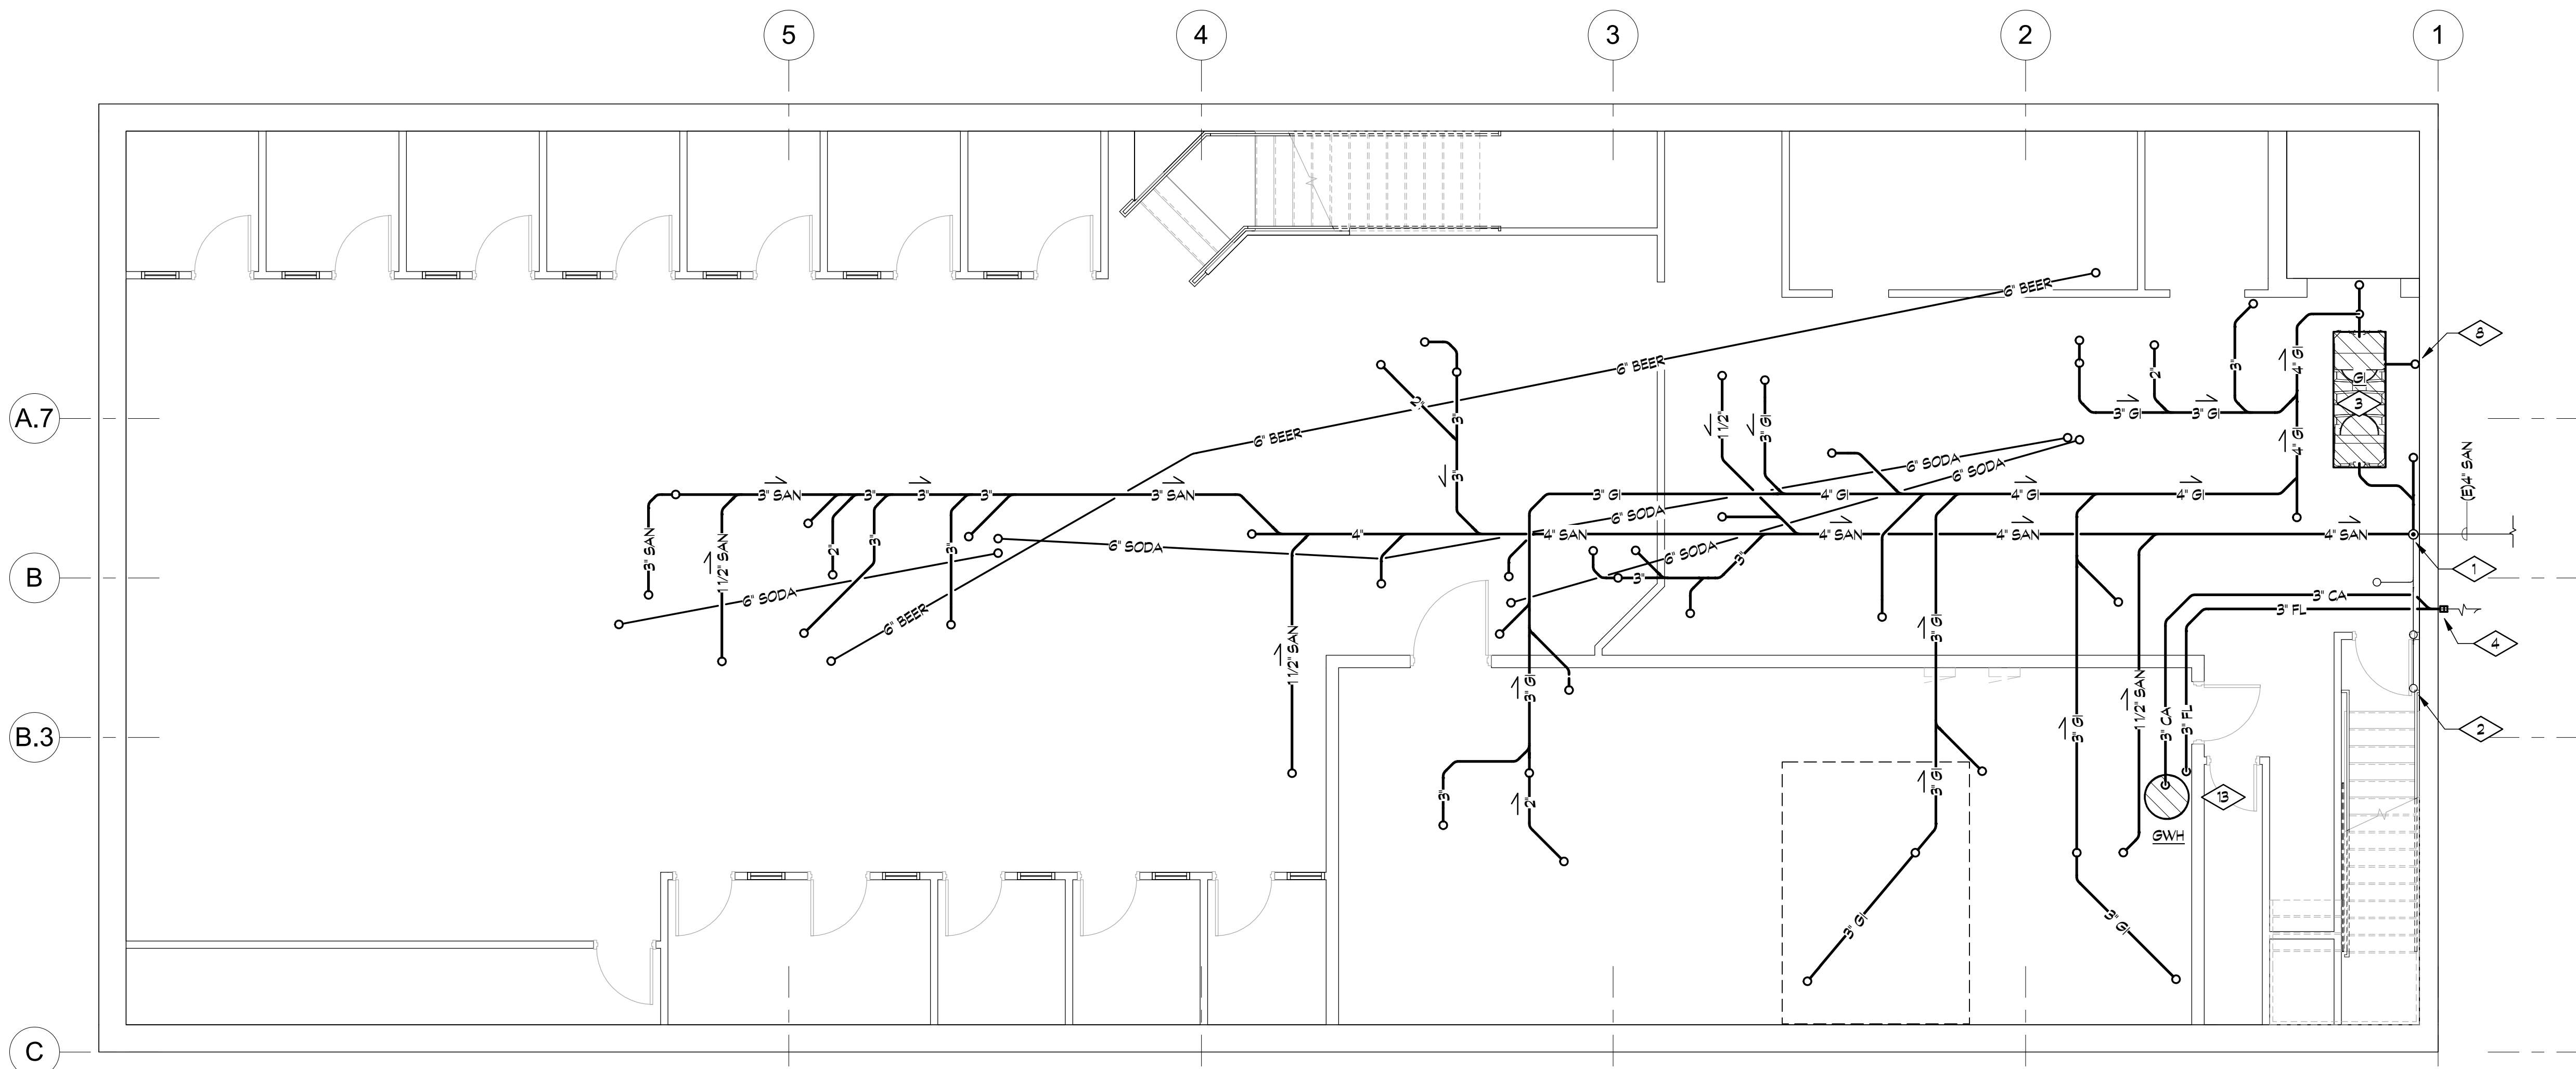 5
4
3
2
1
A.7
B
B.3
C
6" BEER
6" BEER
6" BEER
6" BEER
8
GI
3
4" GI
3"
2"
3" GI
3" GI
4" GI
2"
3"
3"
1 1/2"
3" GI
6" SODA
6" SODA
(E)4" SAN
3" SAN
3"
3"
3"
3" SAN
3" GI
4" GI
4" GI
4" GI
6" SODA
3" SAN
1 1/2" SAN
2"
3"
3"
6" SODA
4"
4" SAN
4" SAN
4" SAN
4" SAN
6" SODA
3"
3"
1
6" SODA
3" CA
3" FL
4
1 1/2" SAN
3" GI
3" GI
3" GI
1 1/2" SAN
3" CA
3" FL
2
3"
2"
3" GI
13
GWH
3" GI
3" GI